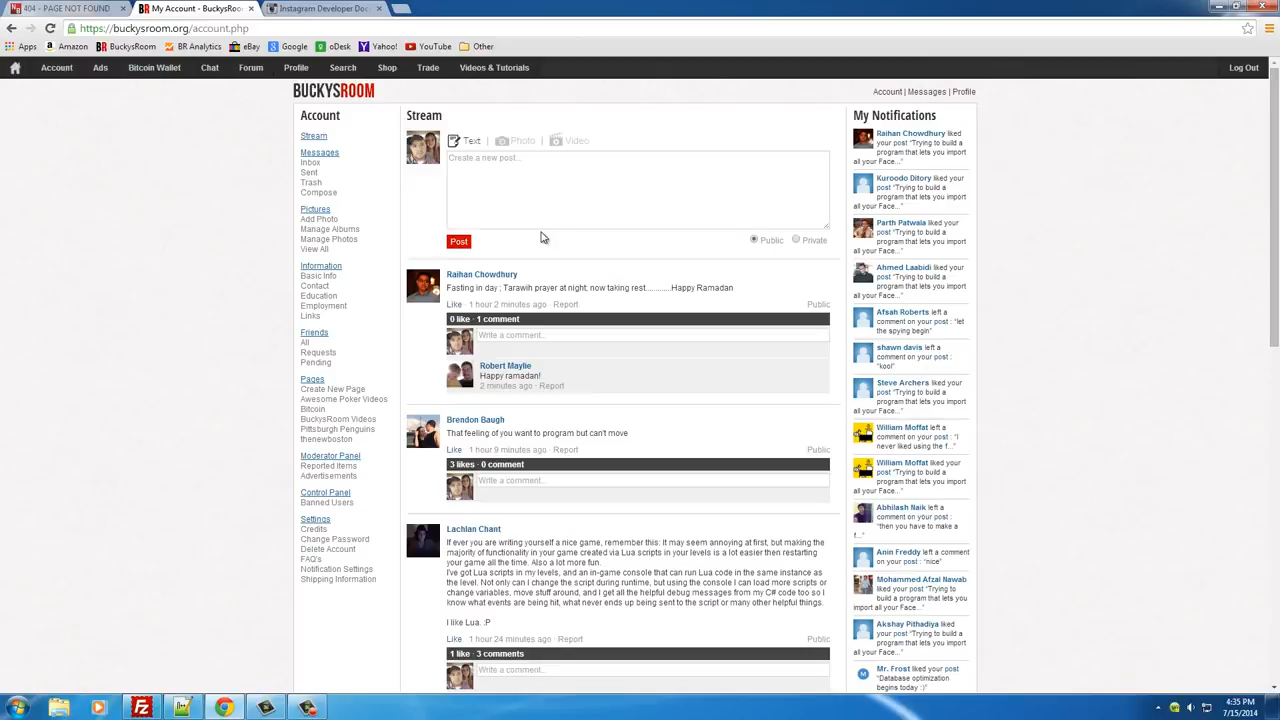 404 - PAGE NOT FOUND
My Account - BuckysRoo
Instagram Developer Doc
https://buckysroom.org/account.php
Apps
Amazon
BuckysRoom
BR Analytics
eBay
Google
oDesk
Yahoo!
YouTube
Other
Account
Ads
Bitcoin Wallet
Chat
Forum
Profile
Search
Shop
Trade
Videos & Tutorials
Log Out
BUCKYSROOM
Account | Messages | Profile
Account
Stream
Messages
Inbox
Sent
Trash
Compose
Pictures
Add Photo
Manage Albums
Manage Photos
View All
Information
Basic Info
Contact
Education
Employment
Links
Friends
All
Requests
Pending
Pages
Create New Page
Awesome Poker Videos
Bitcoin
BuckysRoom Videos
Pittsburgh Penguins
thenewboston
Moderator Panel
Reported Items
Advertisements
Control Panel
Banned Users
Settings
Credits
Change Password
Delete Account
FAQ's
Notification Settings
Shipping Information
Stream
Text | Photo | Video
Create a new post...
Post
Public Private
Raihan Chowdhury
Fasting in day ; Tarawih prayer at night; now taking rest............Happy Ramadan
Like · 1 hour 2 minutes ago · Report
Public
0 like · 1 comment
Write a comment...
Robert Maylie
Happy ramadan!
2 minutes ago · Report
Brendon Baugh
That feeling of you want to program but can't move
Like · 1 hour 9 minutes ago · Report
Public
3 likes · 0 comment
Write a comment...
Lachlan Chant
If ever you are writing yourself a nice game, remember this: It may seem annoying at first, but making the
majority of functionality in your game created via Lua scripts in your levels is a lot easier then restarting
your game all the time. Also a lot more fun.
I've got Lua scripts in my levels, and an in-game console that can run Lua code in the same instance as
the level. Not only can I change the script during runtime, but using the console I can load more scripts or
change variables, move stuff around, and I get all the helpful debug messages from my C# code too so I
know what events are being hit, what never ends up being sent to the script or many other helpful things.
I like Lua. :P
Like · 1 hour 24 minutes ago · Report
Public
1 like · 3 comments
Write a comment...
My Notifications
Raihan Chowdhury liked
your post "Trying to build a
program that lets you import
all your Face..."
Kuroodo Ditory liked your
post "Trying to build a
program that lets you import
all your Face..."
Parth Patwala liked your
post "Trying to build a
program that lets you import
all your Face..."
Ahmed Laabidi liked your
post "Trying to build a
program that lets you import
all your Face..."
Afsah Roberts left a
comment on your post : "let
the spying begin"
shawn davis left a
comment on your post :
"kool"
Steve Archers liked your
post "Trying to build a
program that lets you import
all your Face..."
William Moffat left a
comment on your post : "I
never liked using the f..."
William Moffat liked your
post "Trying to build a
program that lets you import
all your Face..."
Abhilash Naik left a
comment on your post :
"then you have to make a
f..."
Anin Freddy left a comment
on your post : "nice"
Mohammed Afzal Nawab
liked your post "Trying to
build a program that lets you
import all your Face..."
Akshay Pithadiya liked
your post "Trying to build a
program that lets you import
all your Face..."
Mr. Frost liked your post
"Database optimization
begins today :)"
4:35 PM
7/15/2014